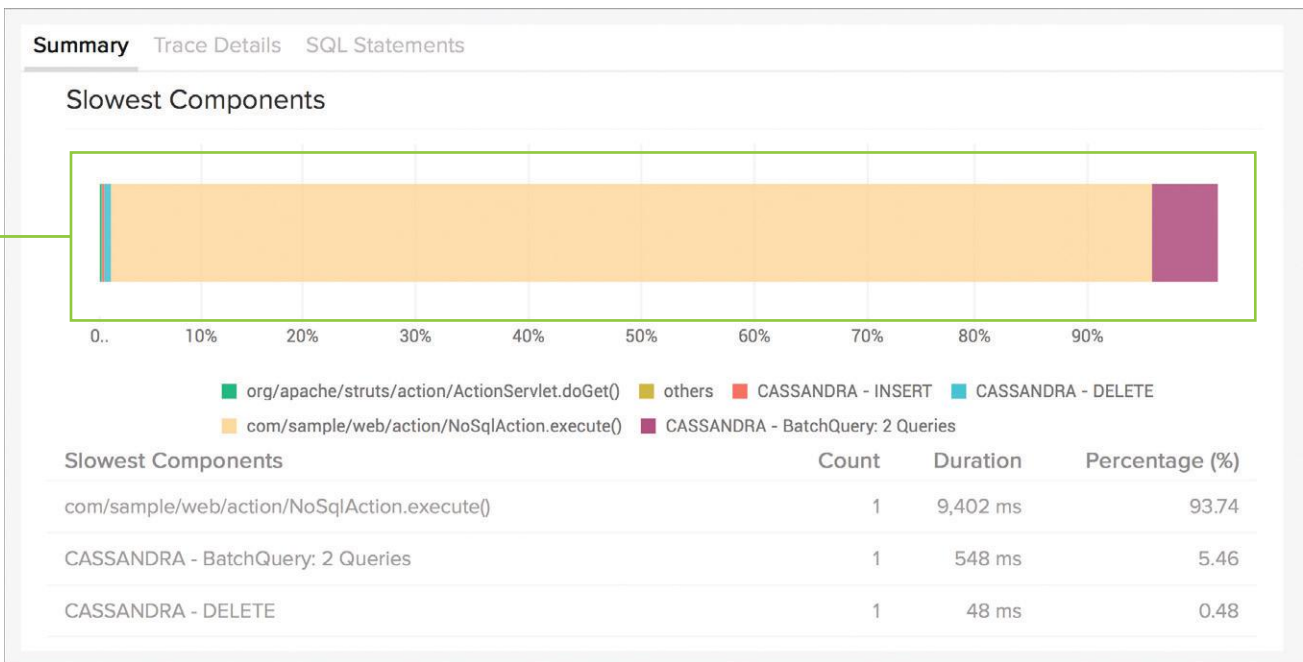 Summary Trace Details SQL Statements
Slowest Components
0.. 10% 20% 30% 40% 50% 60% 70% 80% 90%
org/apache/struts/action/ActionServlet.doGet() others CASSANDRA - INSERT CASSANDRA - DELETE
com/sample/web/action/NoSqlAction.execute() CASSANDRA - BatchQuery: 2 Queries
Slowest Components Count Duration Percentage (%)
com/sample/web/action/NoSqlAction.execute() 1 9,402 ms 93.74
CASSANDRA - BatchQuery: 2 Queries 1 548 ms 5.46
CASSANDRA - DELETE 1 48 ms 0.48